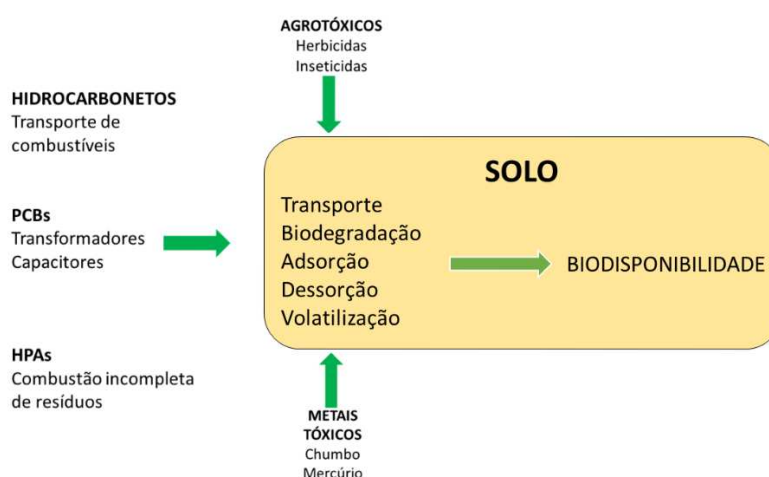 AGROTÓXICOS
Herbicidas
Inseticidas
HIDROCARBONETOS
Transporte de
combustíveis
PCBs
Transformadores
Capacitores
HPAs
Combustão incompleta
de resíduos
SOLO
Transporte
Biodegradação
Adsorção
Dessorção
Volatilização
BIODISPONIBILIDADE
METAIS
TÓXICOS
Chumbo
Mercúrio